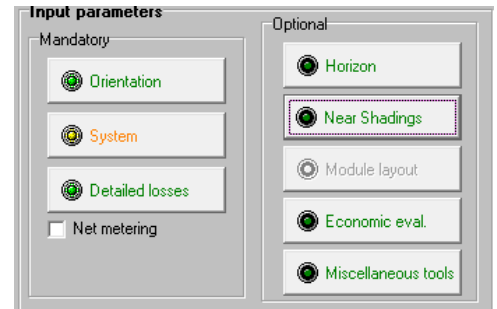 Input parameters
Mandatory
Orientation
System
Detailed losses
Net metering
Optional
Horizon
Near Shadings
Module layout
Economic eval.
Miscellaneous tools